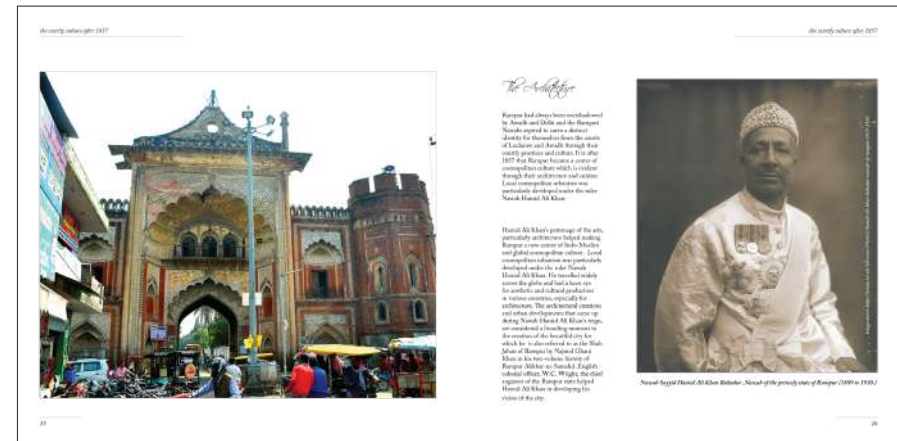 the courtly culture after 1857
the courtly culture after 1857
The Architecture
Rampur had always been overshadowed
by Awadh and Delhi and the Rampuri
Nawabs aspired to carve a distinct
identity for themselves from the courts
of Lucknow and Awadh through their
courtly practices and culture. It is after
1857 that Rampur became a center of
cosmopolitan culture which is evident
through their architecture and cuisine.
Local cosmopolitan urbanism was
particularly developed under the ruler
Nawab Hamid Ali Khan.
Hamid Ali Khan's patronage of the arts,
particularly architecture helped making
Rampur a new center of Indo-Muslim
and global cosmopolitan culture. Local
cosmopolitan urbanism was particularly
developed under the ruler Nawab
Hamid Ali Khan. He travelled widely
across the globe and had a keen eye
for aesthetic and cultural production
in various countries, especially for
architecture. The architectural creations
and urban developments that came up
during Nawab Hamid Ali Khan's reign,
are considered a founding moment in
the creation of the beautiful city for
which he is also referred to as the Shah
Jahan of Rampur by Najmul Ghani
Khan in his two volume history of
Rampur Akhbar-us-Sanadid. English
colonial officer, W.C. Wright, the chief
engineer of the Rampur state helped
Hamid Ali Khan in developing his
vision of the city.
Nawab Sayyid Hamid Ali Khan Bahadur , Nawab of the princely state of Rampur (1889 to 1930.)
23
24